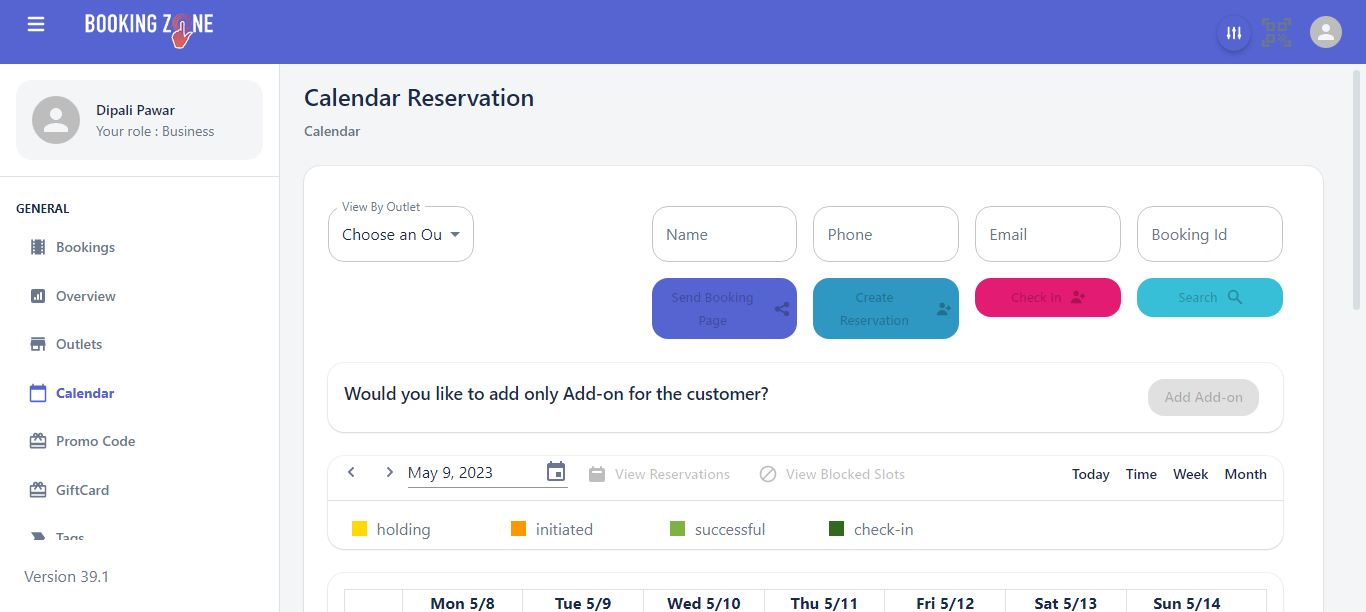 BOOKING ZONE
Dipali Pawar
Your role : Business
GENERAL
Bookings
Overview
Outlets
Calendar
Promo Code
GiftCard
Tags
Version 39.1
Calendar Reservation
Calendar
View By Outlet
Choose an Ou
Name
Phone
Email
Booking Id
Send Booking
Page
Create
Reservation
Check In
Search
Would you like to add only Add-on for the customer?
Add Add-on
May 9, 2023
View Reservations
View Blocked Slots
Today
Time
Week
Month
holding
initiated
successful
check-in
Mon 5/8
Tue 5/9
Wed 5/10
Thu 5/11
Fri 5/12
Sat 5/13
Sun 5/14